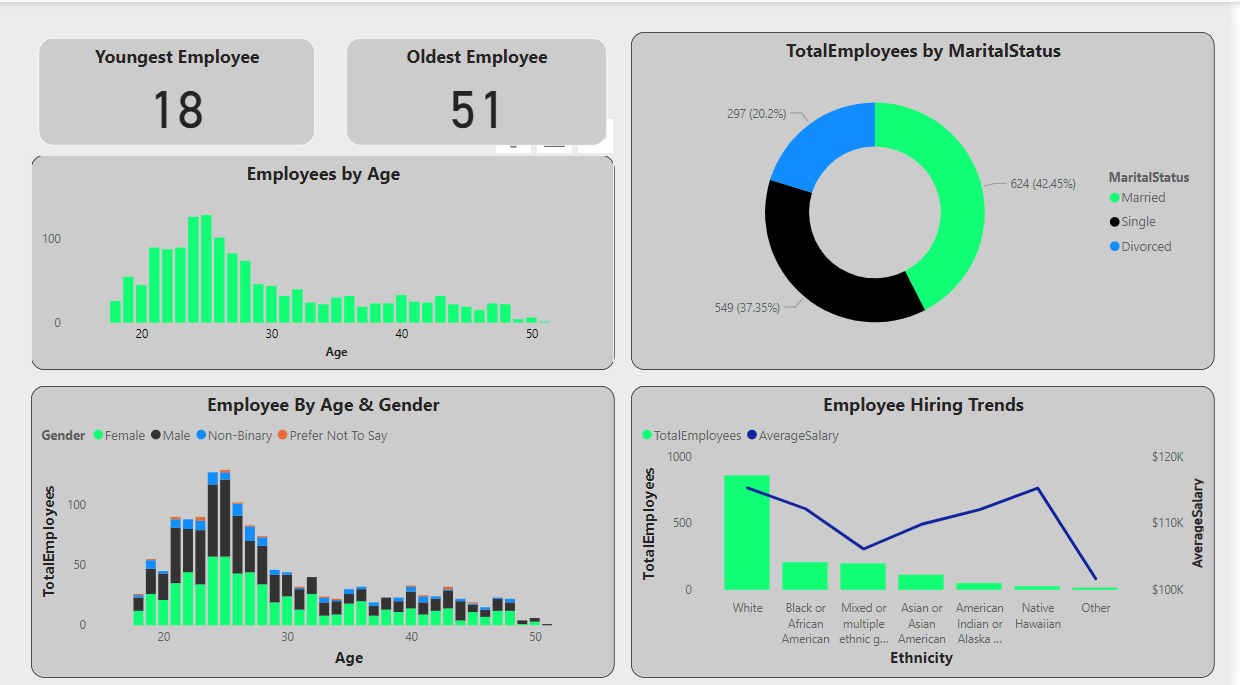 Youngest Employee
18
Oldest Employee
51
Employees by Age
100
0
20 30 40 50
Age
TotalEmployees by MaritalStatus
297 (20.2%)
624 (42.45%)
549 (37.35%)
MaritalStatus
Married
Single
Divorced
Employee By Age & Gender
Gender Female Male Non-Binary Prefer Not To Say
TotalEmployees
100
50
0
20 30 40 50
Age
Employee Hiring Trends
TotalEmployees AverageSalary
TotalEmployees
1000
500
0
$120K
$110K
$100K
AverageSalary
White
Black or
African
American
Mixed or
multiple
ethnic g...
Asian or
Asian
American
American
Indian or
Alaska ...
Native
Hawaiian
Other
Ethnicity